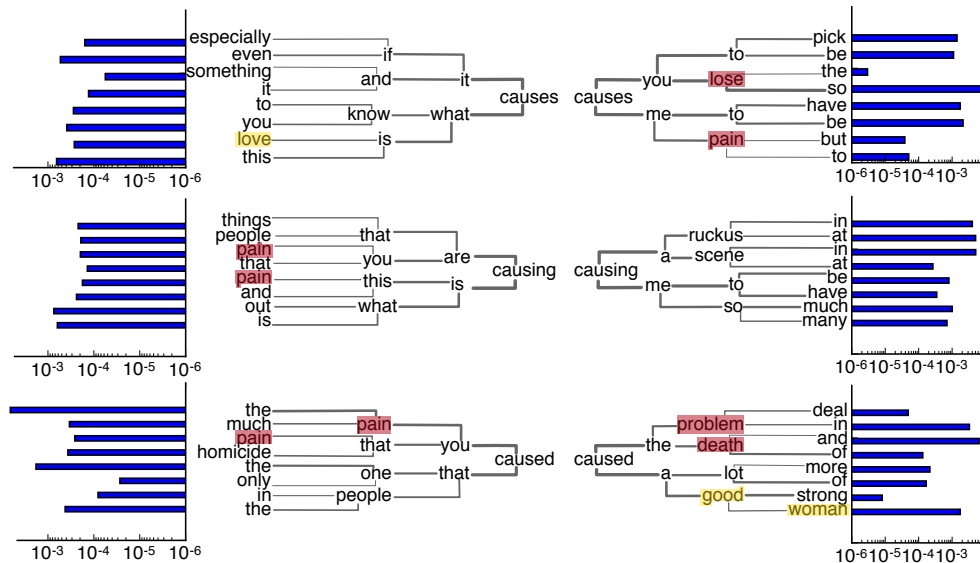 especially
even
something
it
to
you
love
this
if
and
know
is
it
what
causes
causes
you
me
to
lose
to
pain
pick
be
the
so
have
be
but
to
10-3 10-4 10-5 10-6
10-6 10-5 10-4 10-3
things
people
pain
that
pain
and
out
is
that
you
this
what
are
is
causing
causing
a
me
ruckus
scene
to
so
in
at
in
at
be
have
much
many
10-3 10-4 10-5 10-6
10-6 10-5 10-4 10-3
the
much
pain
homicide
the
only
in
the
pain
that
one
people
you
that
caused
caused
the
a
problem
death
lot
good
deal
in
and
of
more
of
strong
woman
10-3 10-4 10-5 10-6
10-6 10-5 10-4 10-3